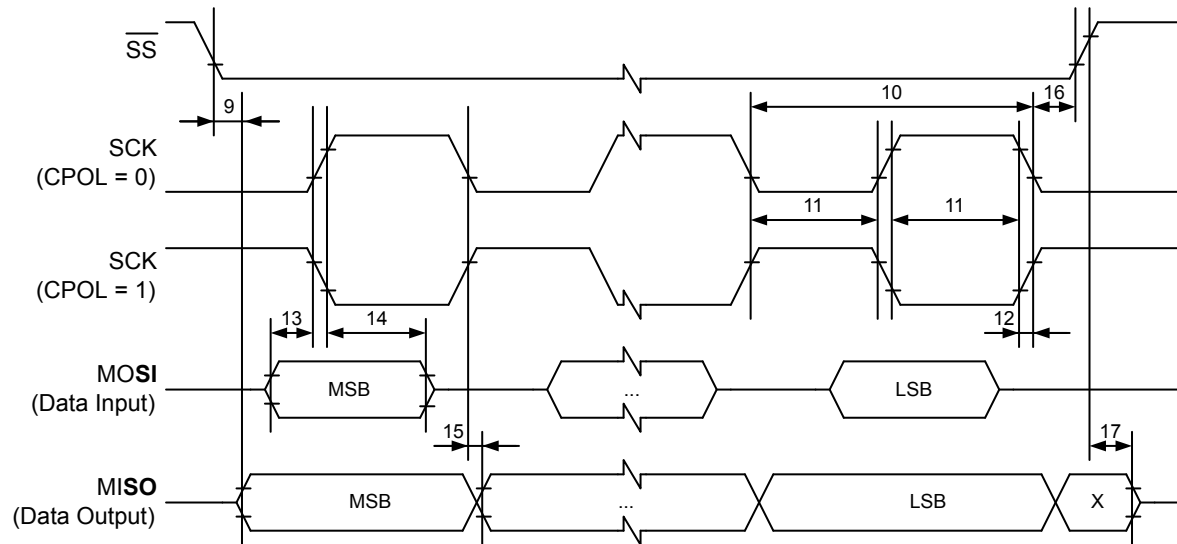 SS
9
10
16
SCK
(CPOL = 0)
11
11
SCK
(CPOL = 1)
13
14
12
MOSI
(Data Input)
MSB
...
LSB
15
17
MISO
(Data Output)
MSB
...
LSB
X